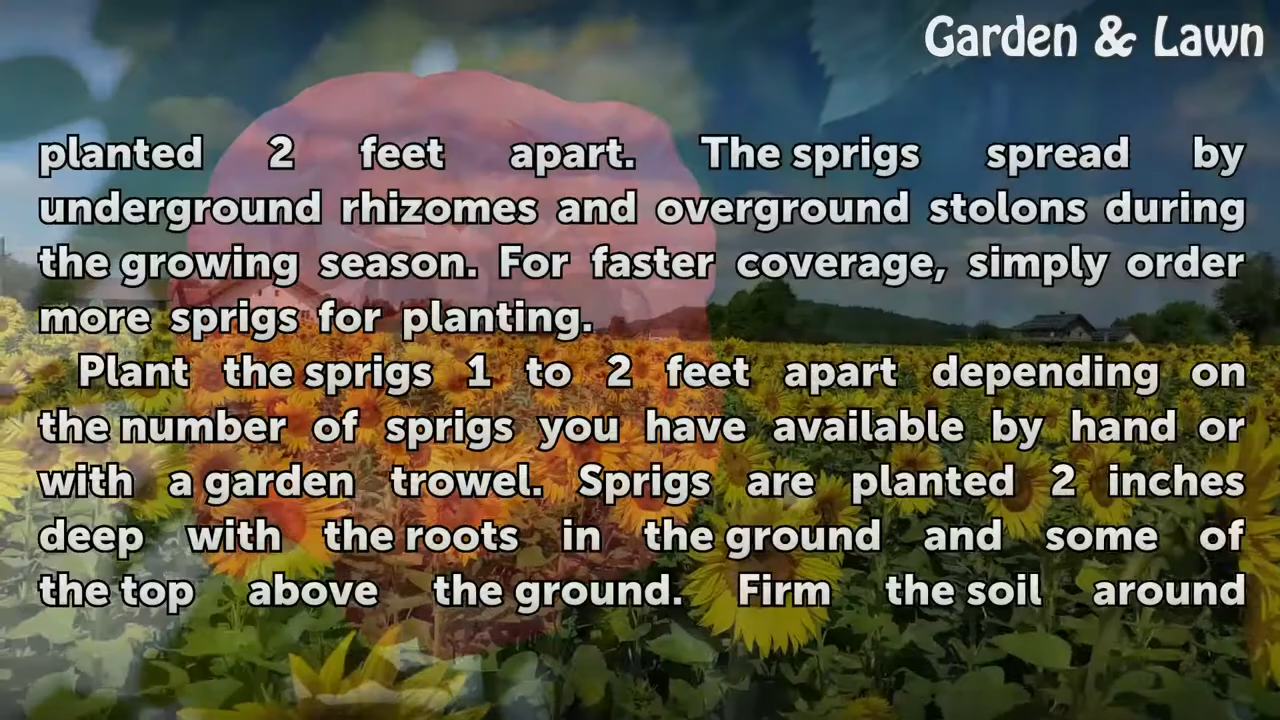 Garden & Lawn
planted 2 feet apart. The sprigs spread by
underground rhizomes and overground stolons during
the growing season. For faster coverage, simply order
more sprigs for planting.
Plant the sprigs 1 to 2 feet apart depending on
the number of sprigs you have available by hand or
with a garden trowel. Sprigs are planted 2 inches
deep with the roots in the ground and some of
the top above the ground. Firm the soil around